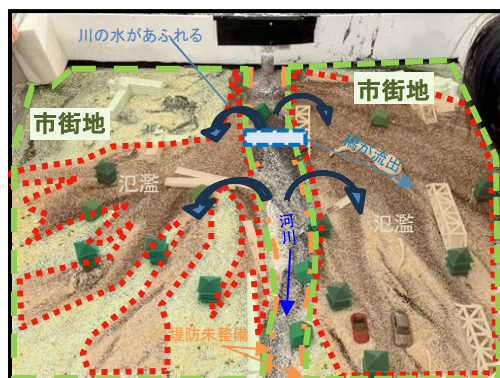 川の水があふれる
市街地
市街地
橋が流出
氾濫
氾濫
河川
堤防未整備